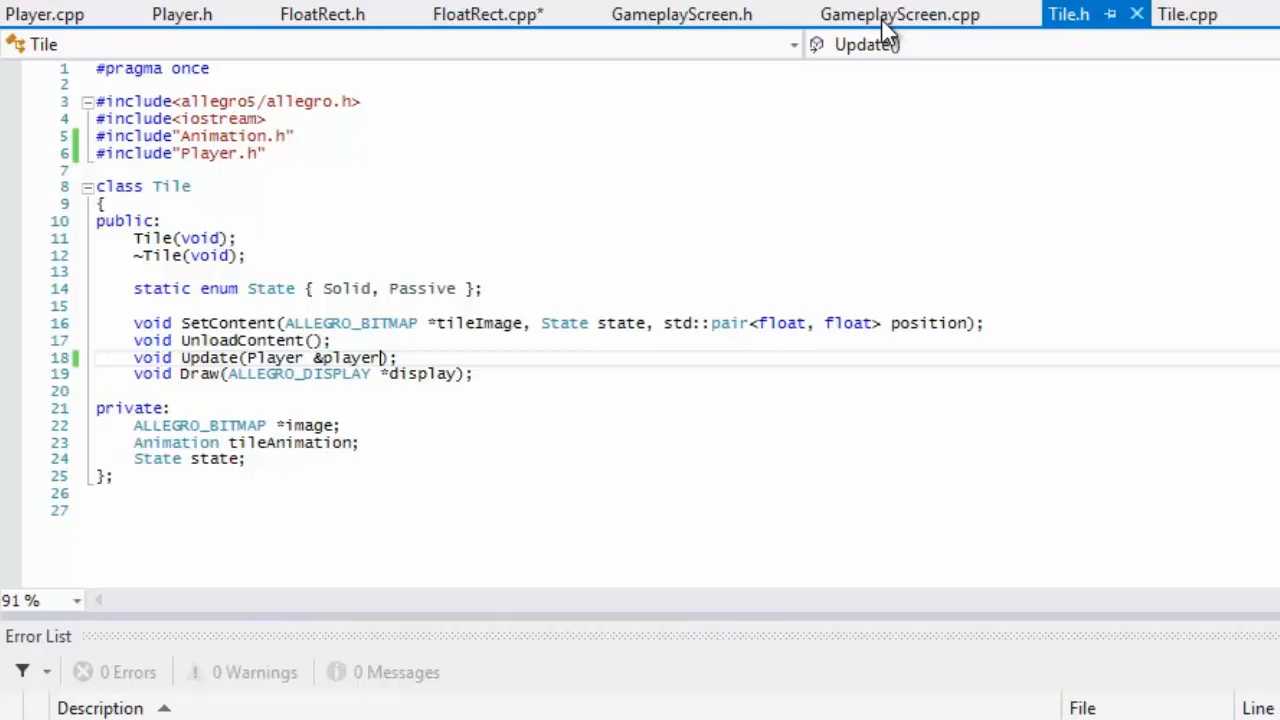 Player.cpp Player.h FloatRect.h FloatRect.cpp* GameplayScreen.h GameplayScreen.cpp Tile.h Tile.cpp
Tile Update()
1 #pragma once
2
3 #include<allegro5/allegro.h>
4 #include<iostream>
5 #include"Animation.h"
6 #include"Player.h"
7
8 class Tile
9 {
10 public:
11 Tile(void);
12 ~Tile(void);
13
14 static enum State { Solid, Passive };
15
16 void SetContent(ALLEGRO_BITMAP *tileImage, State state, std::pair<float, float> position);
17 void UnloadContent();
18 void Update(Player &player);
19 void Draw(ALLEGRO_DISPLAY *display);
20
21 private:
22 ALLEGRO_BITMAP *image;
23 Animation tileAnimation;
24 State state;
25 };
26
27
91 %
Error List
0 Errors 0 Warnings 0 Messages
Description File Line